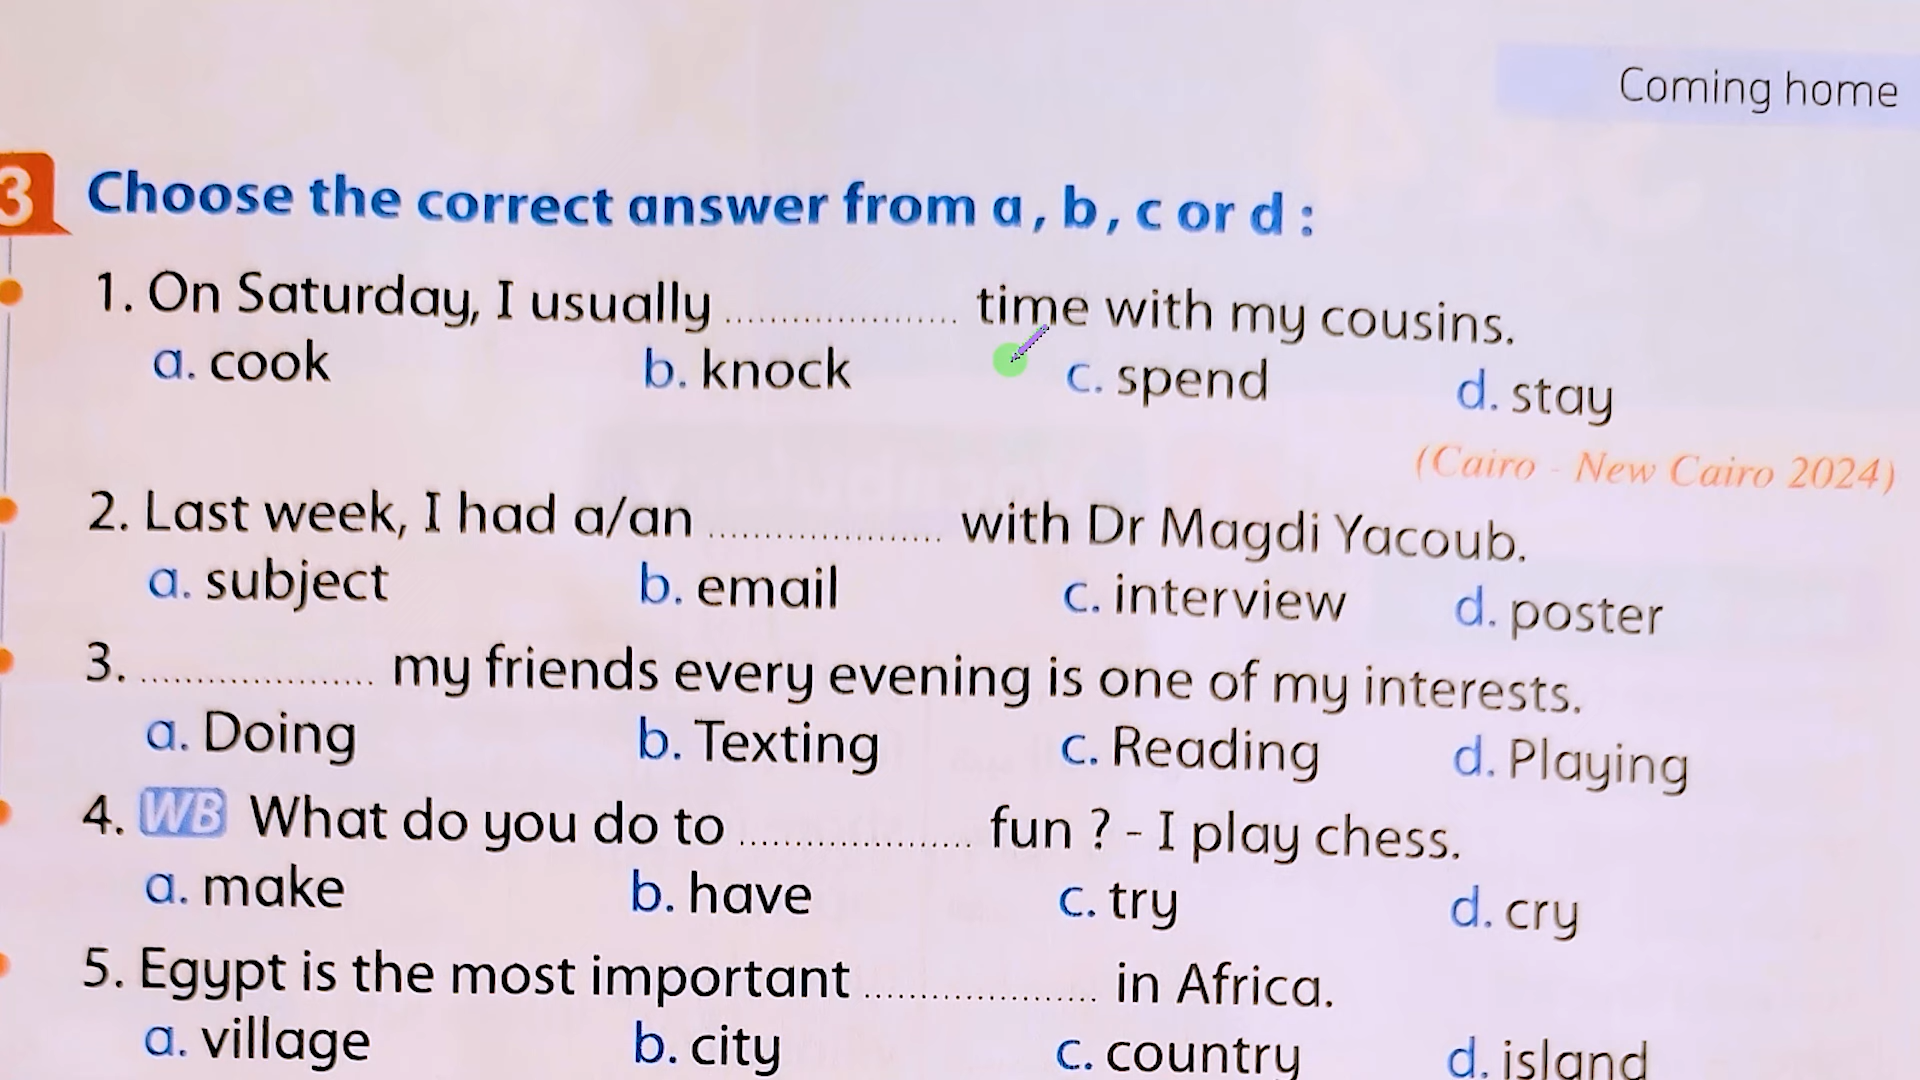 Coming home
3 Choose the correct answer from a, b, c or d :
1. On Saturday, I usually .................... time with my cousins.
a. cook b. knock c. spend d. stay
(Cairo - New Cairo 2024)
2. Last week, I had a/an .................... with Dr Magdi Yacoub.
a. subject b. email c. interview d. poster
3. .................... my friends every evening is one of my interests.
a. Doing b. Texting c. Reading d. Playing
4. WB What do you do to .................... fun ? - I play chess.
a. make b. have c. try d. cry
5. Egypt is the most important .................... in Africa.
a. village b. city c. country d. island